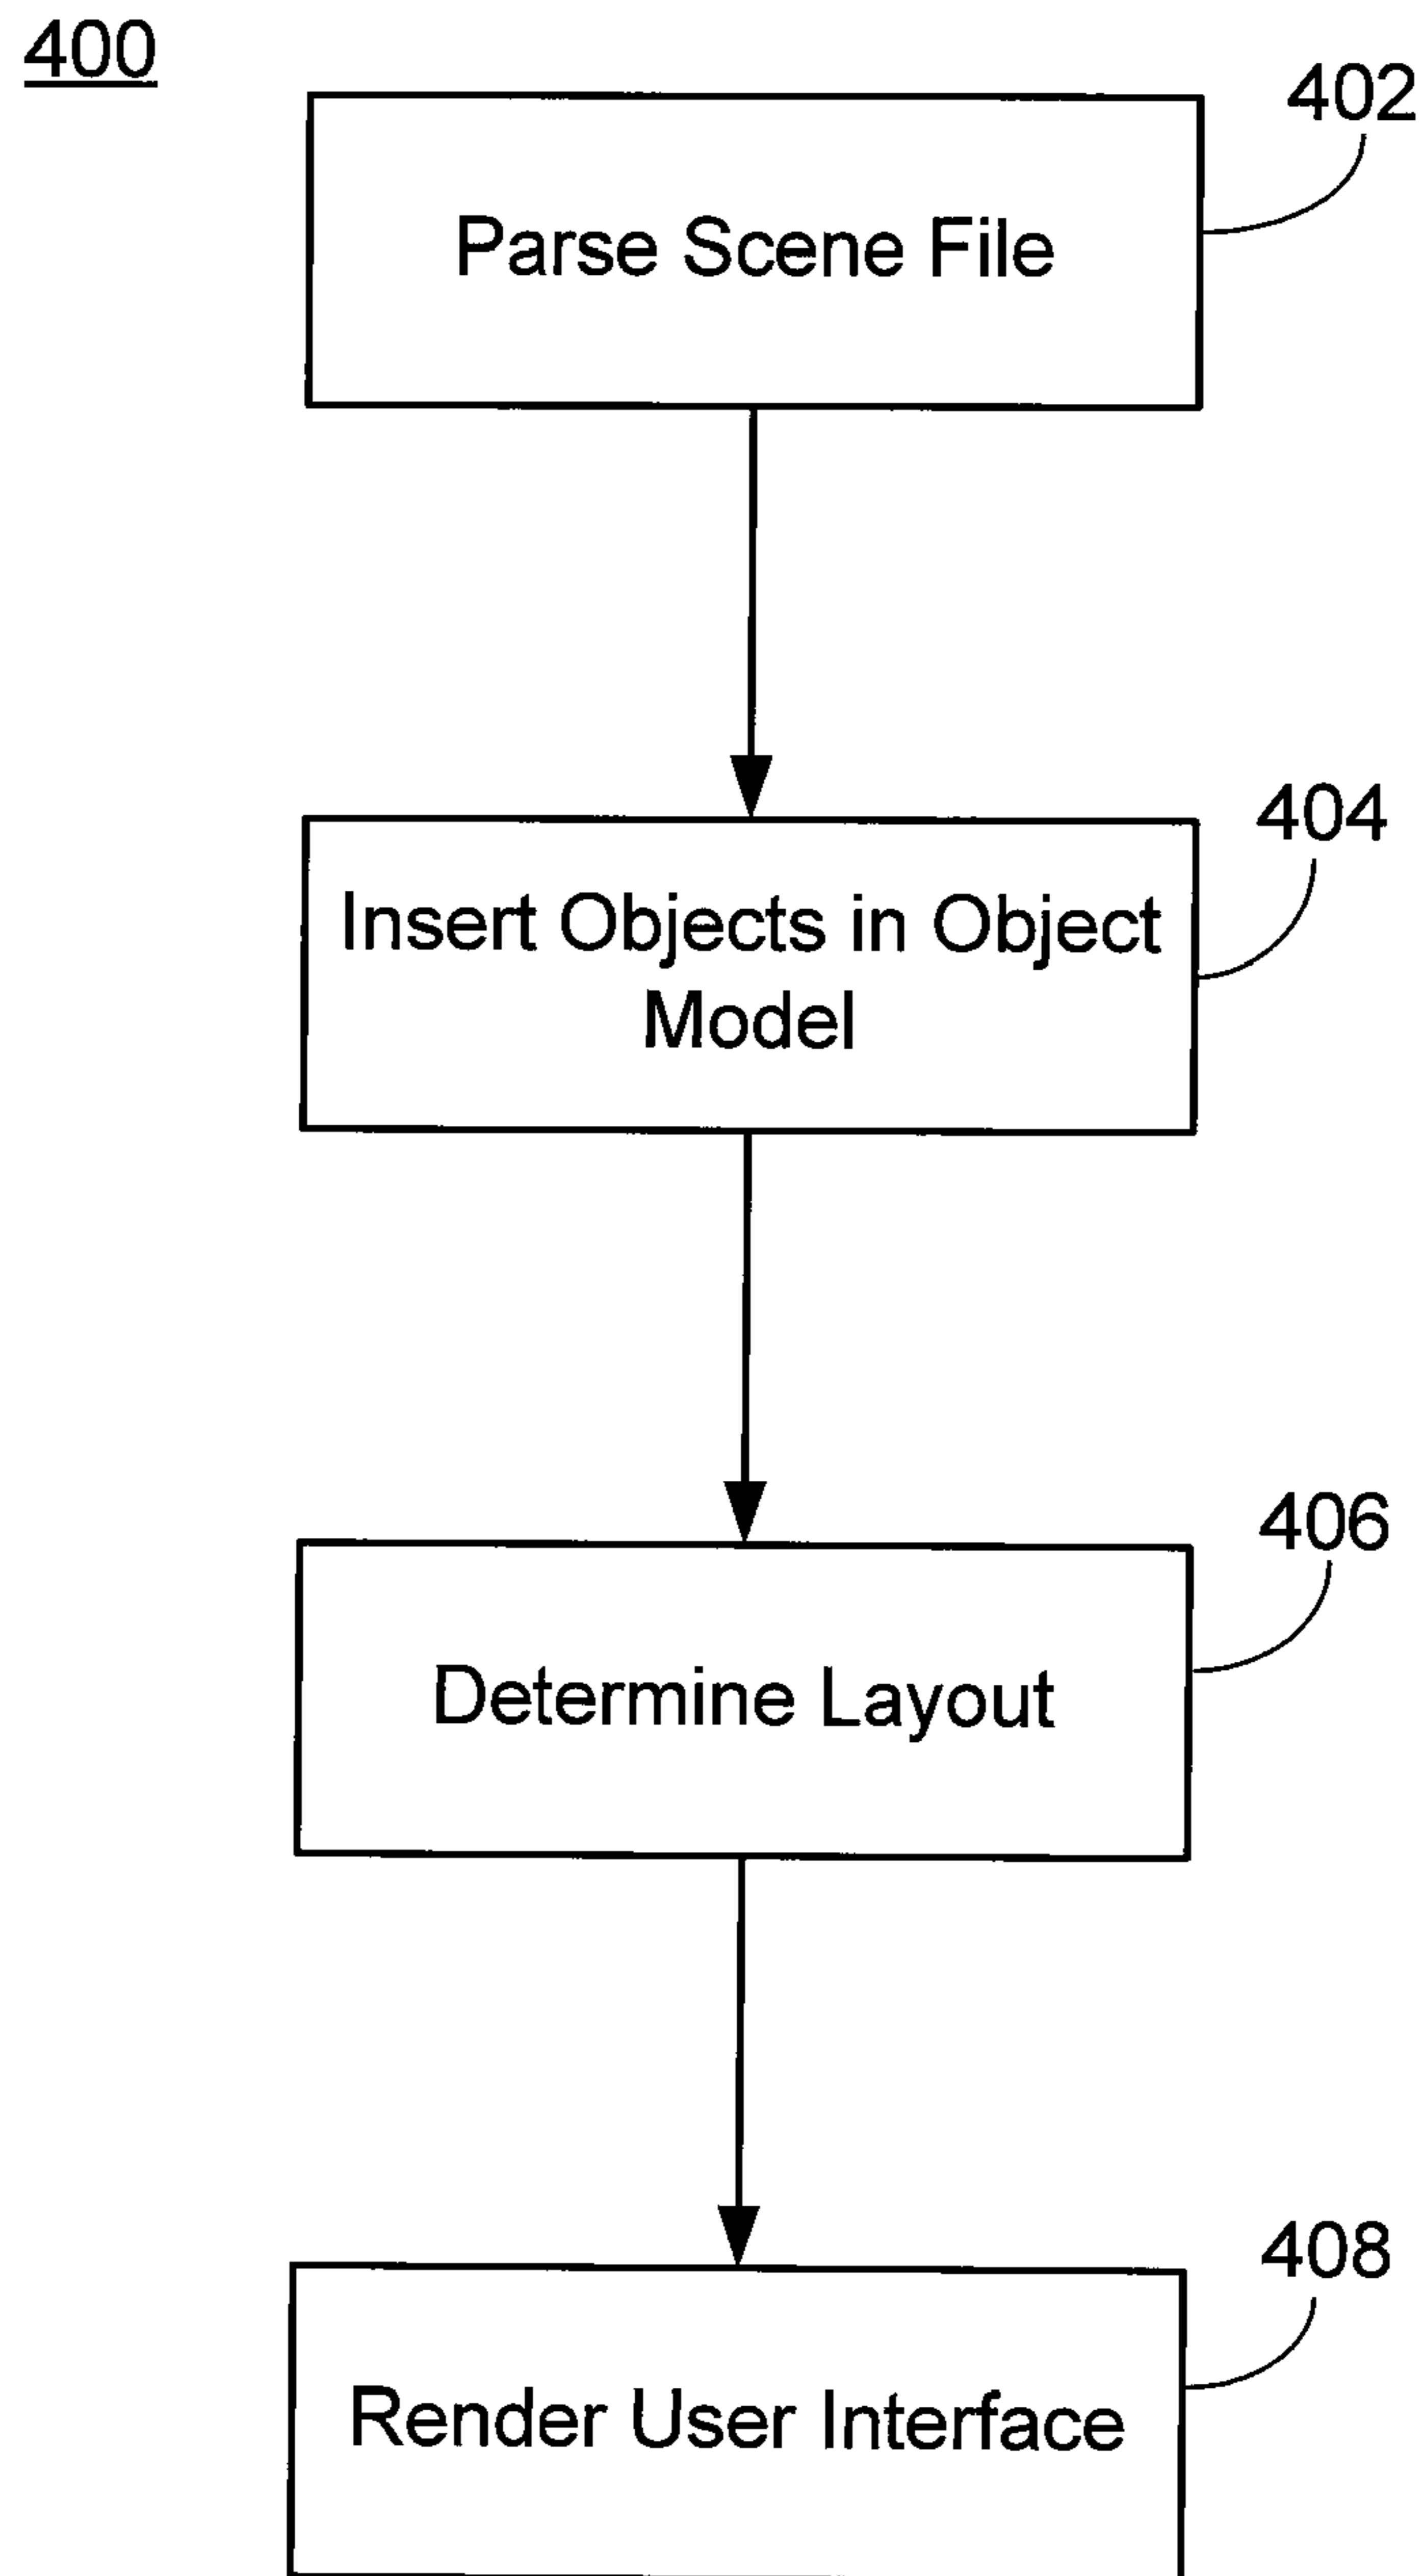 400
402
Parse Scene File
404
Insert Objects in Object
Model
406
Determine Layout
408
Render User Interface